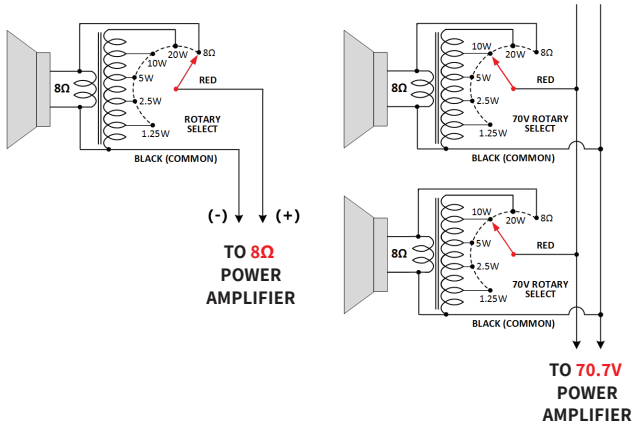 8Ω
20W
8Ω
10W
5W
2.5W
1.25W
RED
ROTARY
SELECT
BLACK (COMMON)
(-)
(+)
TO 8Ω
POWER
AMPLIFIER
8Ω
10W
20W
8Ω
5W
2.5W
1.25W
RED
70V ROTARY
SELECT
BLACK (COMMON)
8Ω
10W
20W
8Ω
5W
2.5W
1.25W
RED
70V ROTARY
SELECT
BLACK (COMMON)
TO 70.7V
POWER
AMPLIFIER